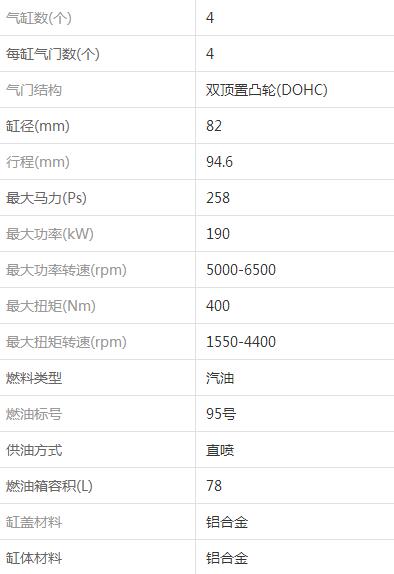 气缸数(个) 4
每缸气门数(个) 4
气门结构 双顶置凸轮(DOHC)
缸径(mm) 82
行程(mm) 94.6
最大马力(Ps) 258
最大功率(kW) 190
最大功率转速(rpm) 5000-6500
最大扭矩(Nm) 400
最大扭矩转速(rpm) 1550-4400
燃料类型 汽油
燃油标号 95号
供油方式 直喷
燃油箱容积(L) 78
缸盖材料 铝合金
缸体材料 铝合金